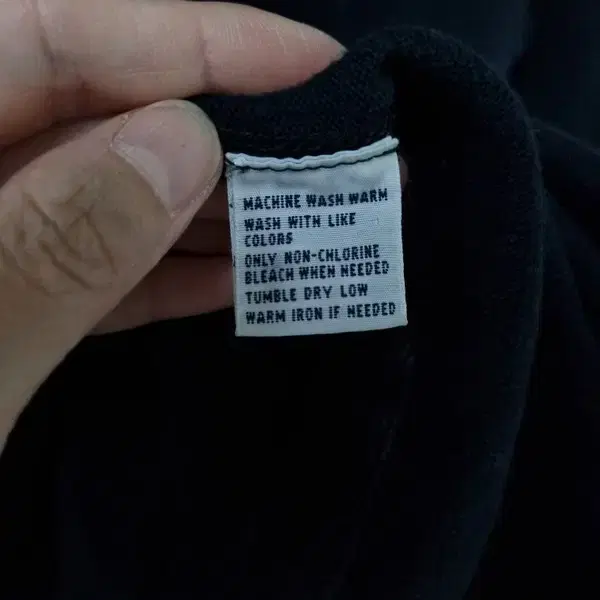 MACHINE WASH WARM
WASH WITH LIKE
COLORS
ONLY NON-CHLORINE
BLEACH WHEN NEEDED
TUMBLE DRY LOW
WARM IRON IF NEEDED